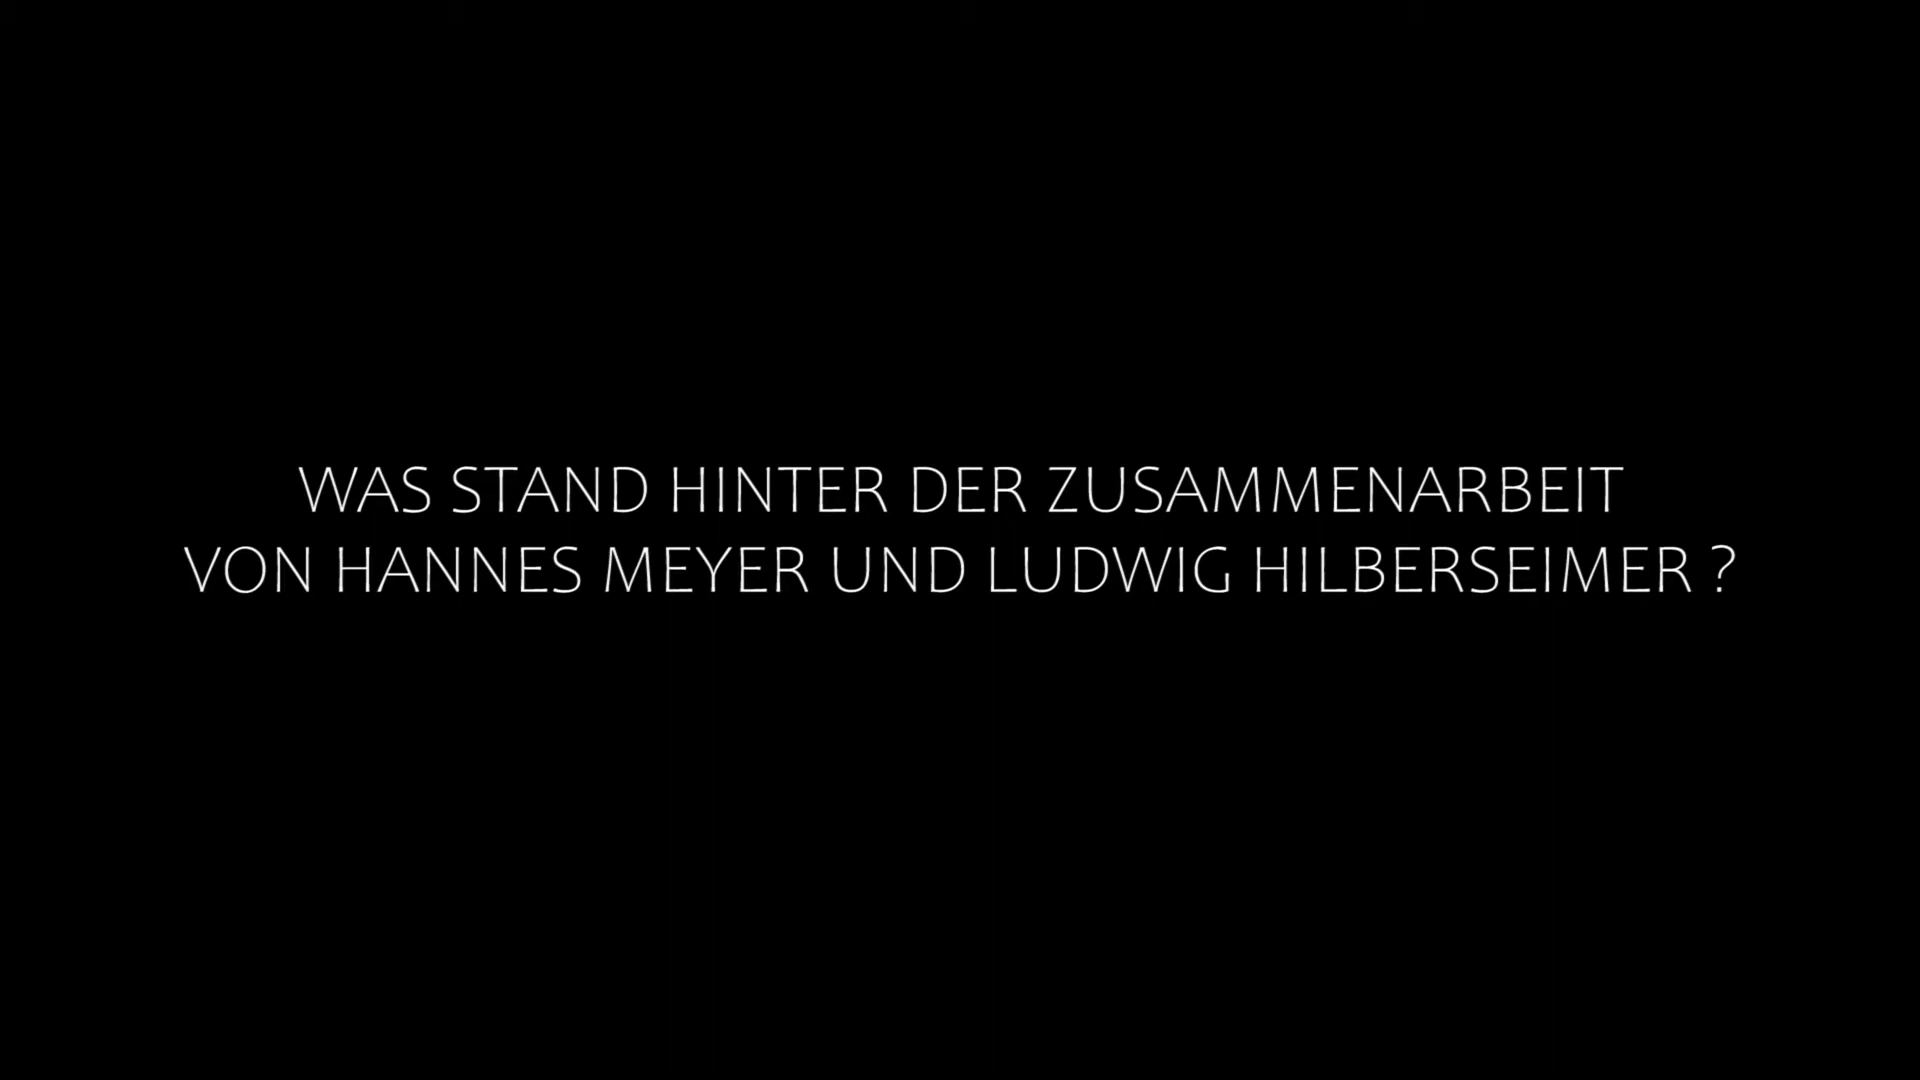 WAS STAND HINTER DER ZUSAMMENARBEIT
VON HANNES MEYER UND LUDWIG HILBERSEIMER ?